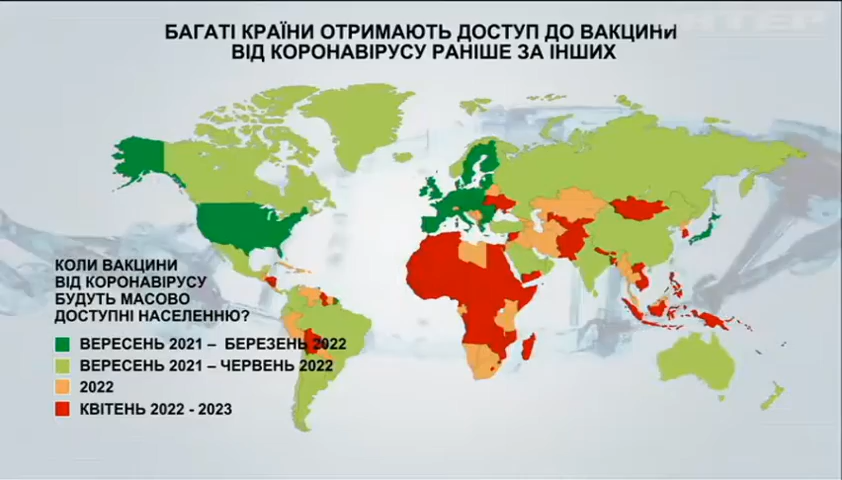 БАГАТІ КРАЇНИ ОТРИМАЮТЬ ДОСТУП ДО ВАКЦИНИ
ВІД КОРОНАВІРУСУ РАНІШЕ ЗА ІНШИХ
КОЛИ ВАКЦИНИ
ВІД КОРОНАВІРУСУ
БУДУТЬ МАСОВО
ДОСТУПНІ НАСЕЛЕННЮ?
ВЕРЕСЕНЬ 2021 – БЕРЕЗЕНЬ 2022
ВЕРЕСЕНЬ 2021 – ЧЕРВЕНЬ 2022
2022
КВІТЕНЬ 2022 - 2023